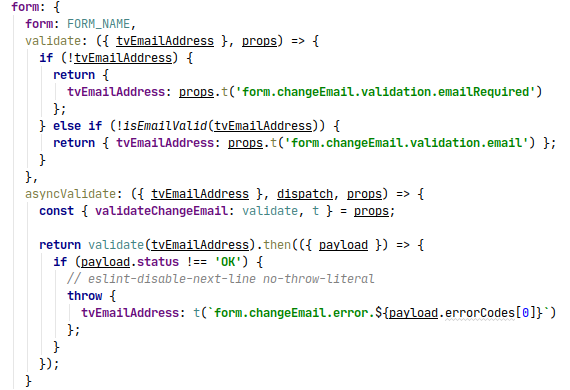 form: {
  form: FORM_NAME,
  validate: ({ tvEmailAddress }, props) => {
    if (!tvEmailAddress) {
      return {
        tvEmailAddress: props.t('form.changeEmail.validation.emailRequired')
      };
    } else if (!isEmailValid(tvEmailAddress)) {
      return { tvEmailAddress: props.t('form.changeEmail.validation.email') };
    }
  },
  asyncValidate: ({ tvEmailAddress }, dispatch, props) => {
    const { validateChangeEmail: validate, t } = props;

    return validate(tvEmailAddress).then(({ payload }) => {
      if (payload.status !== 'OK') {
        // eslint-disable-next-line no-throw-literal
        throw {
          tvEmailAddress: t(`form.changeEmail.error.${payload.errorCodes[0]}`)
        };
      }
    });
  }